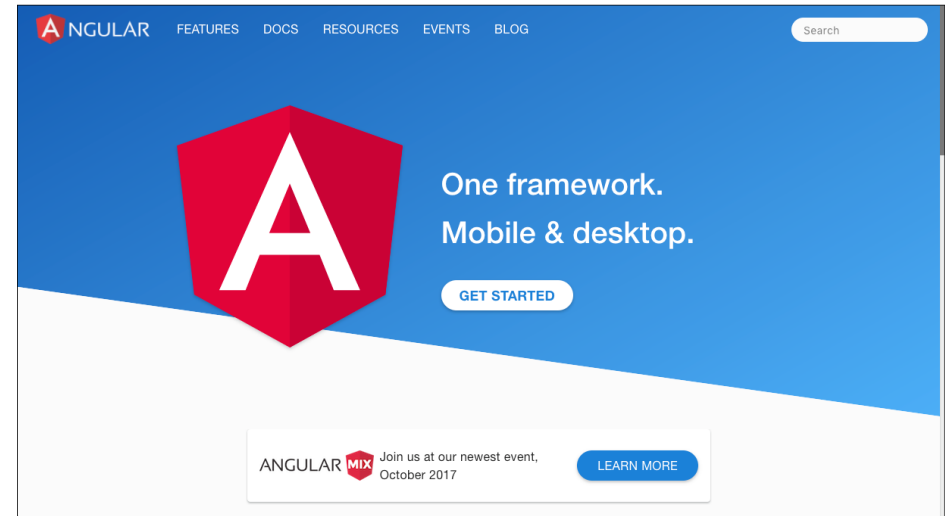 ANGULAR FEATURES DOCS RESOURCES EVENTS BLOG Search
A
One framework.
Mobile & desktop.
GET STARTED
ANGULAR MIX Join us at our newest event,
October 2017
LEARN MORE